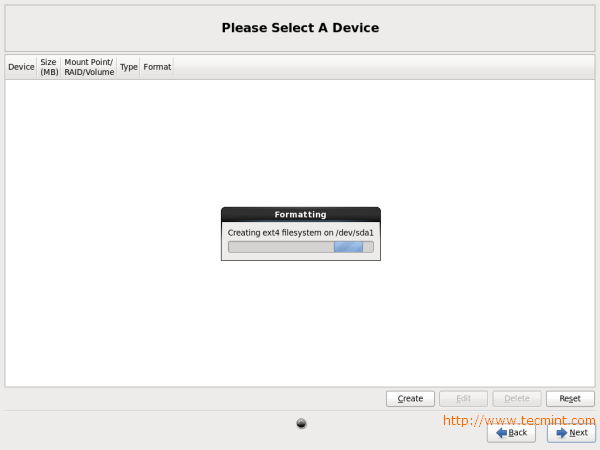 Please Select A Device
Device Size (MB) Mount Point/ RAID/Volume Type Format
Formatting
Creating ext4 filesystem on /dev/sda1
Create Edit Delete Reset
http://www.tecmint.com
Back Next